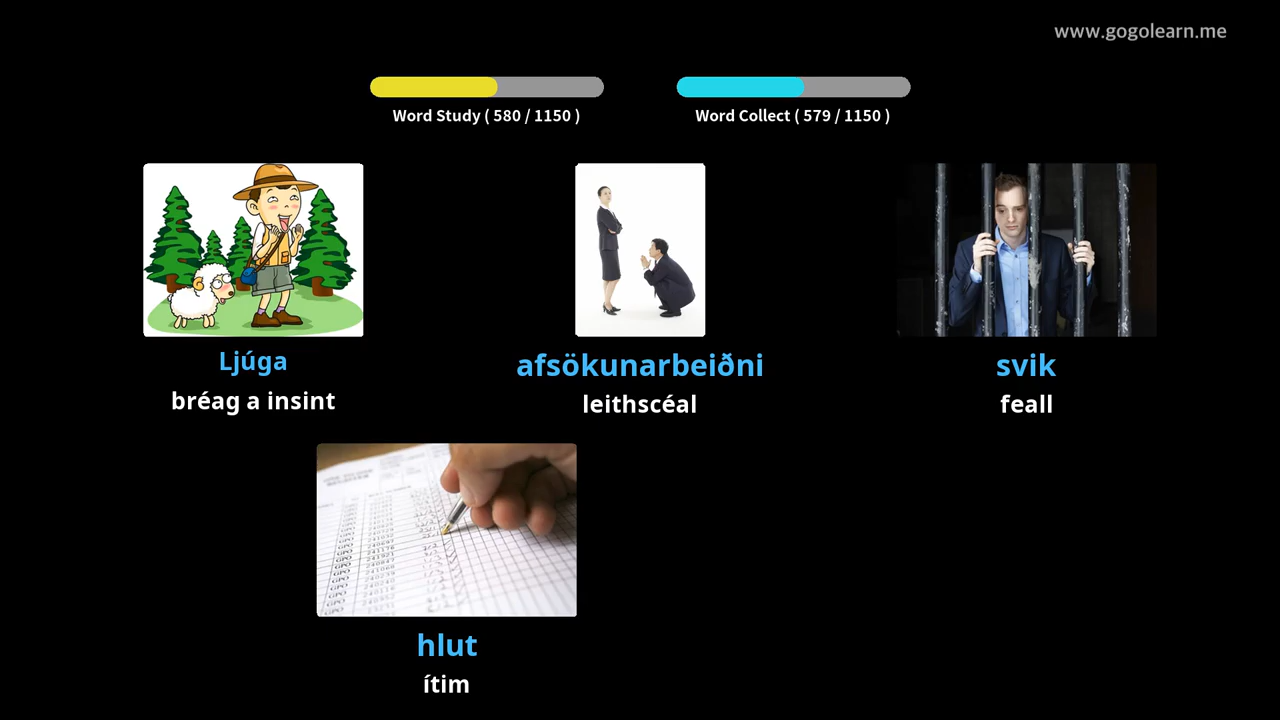 www.gogolearn.me
Word Study ( 580 / 1150 )
Word Collect ( 579 / 1150 )
Ljúga
bréag a insint
afsökunarbeiðni
leithscéal
svik
feall
hlut
ítim